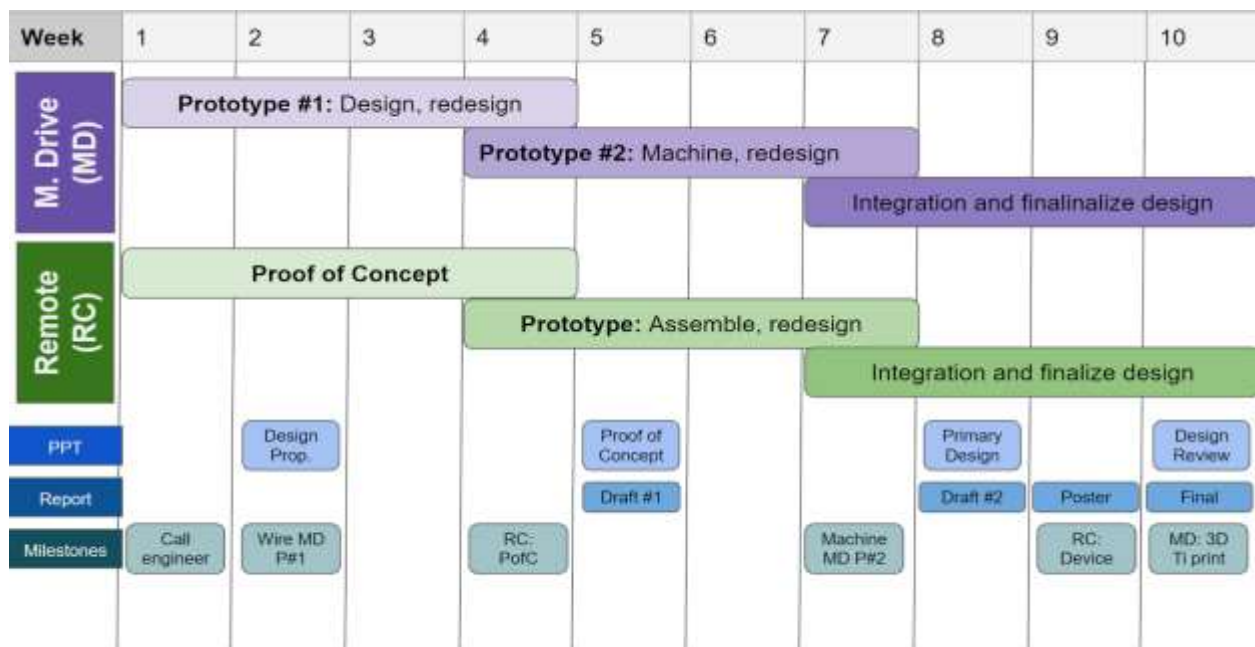 Week 1 2 3 4 5 6 7 8 9 10
M. Drive
(MD)
Prototype #1: Design, redesign
Prototype #2: Machine, redesign
Integration and finalinalize design
Remote
(RC)
Proof of Concept
Prototype: Assemble, redesign
Integration and finalize design
PPT
Design
Prop.
Proof of
Concept
Primary
Design
Design
Review
Report
Draft #1
Draft #2
Poster
Final
Milestones
Call
engineer
Wire MD
P#1
RC:
PofC
Machine
MD P#2
RC:
Device
MD: 3D
Ti print